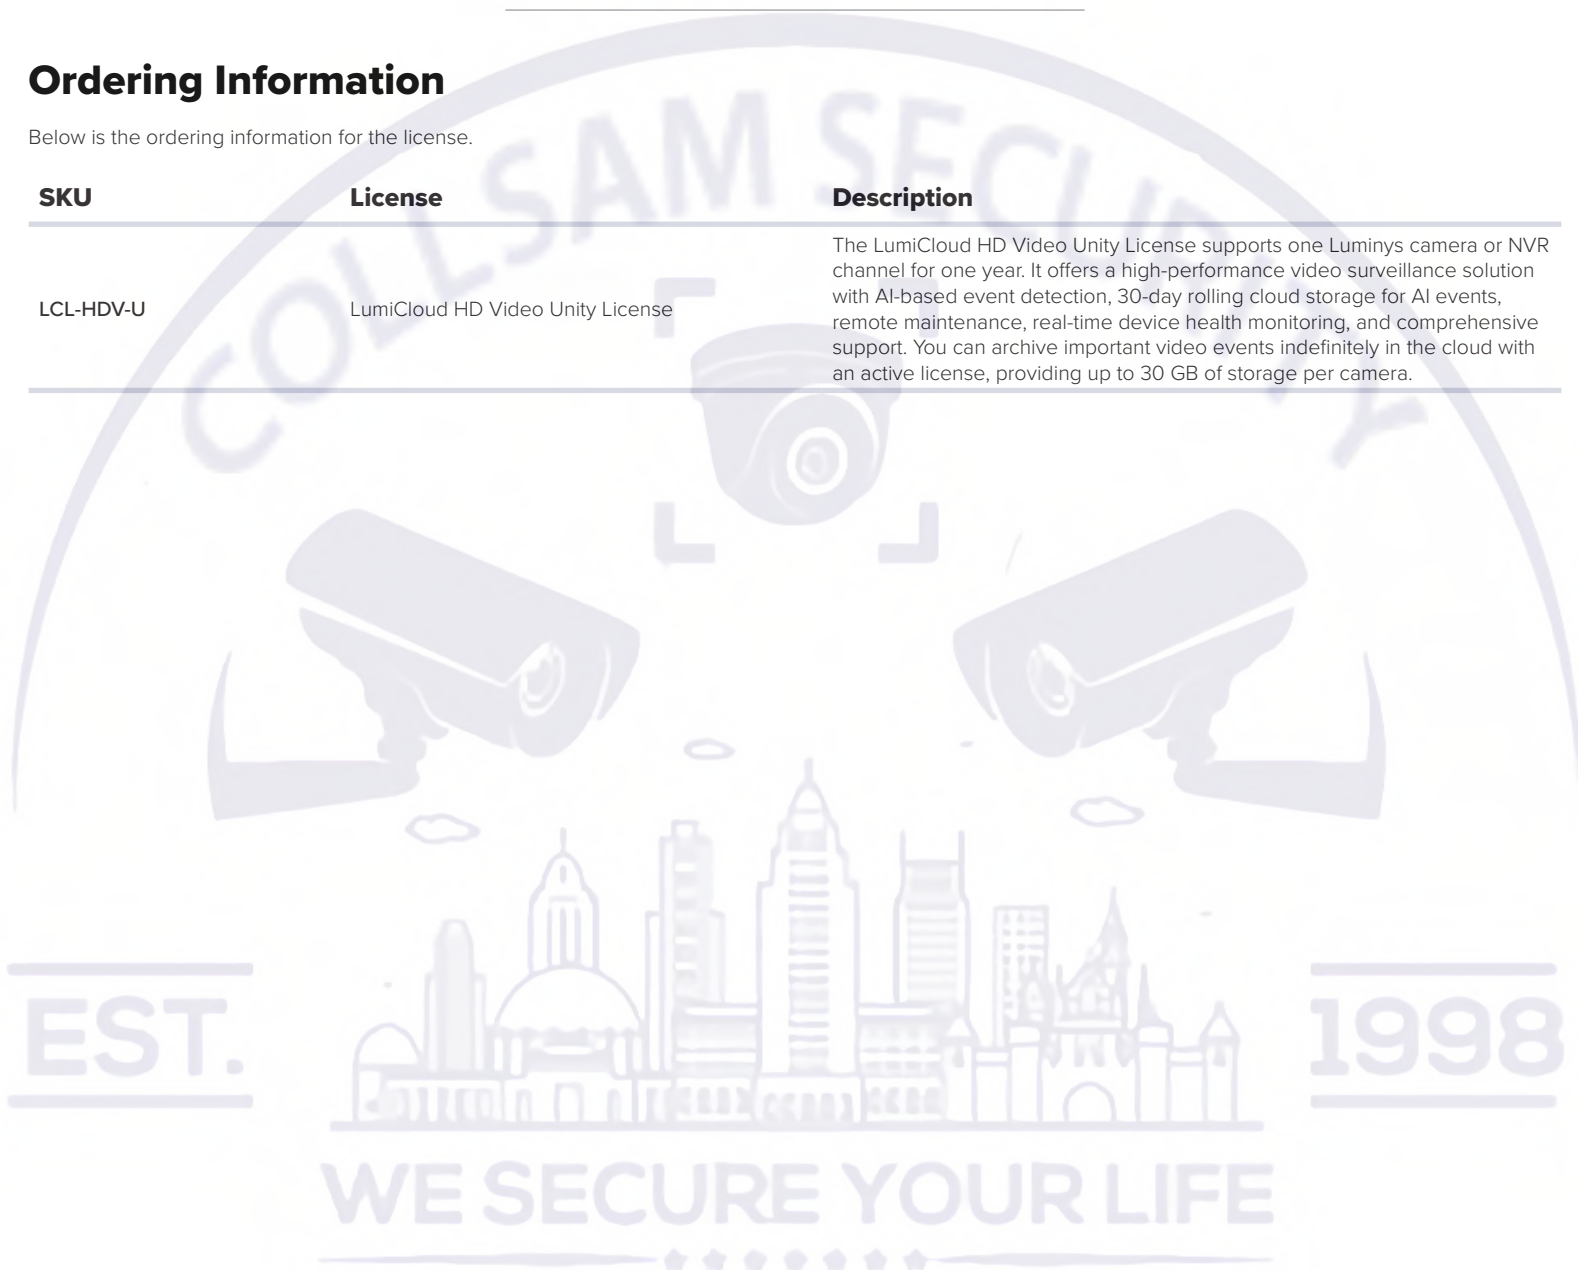 Ordering Information
Below is the ordering information for the license.
SKU License Description
LCL-HDV-U LumiCloud HD Video Unity License
The LumiCloud HD Video Unity License supports one Luminys camera or NVR
channel for one year. It offers a high-performance video surveillance solution
with AI-based event detection, 30-day rolling cloud storage for AI events,
remote maintenance, real-time device health monitoring, and comprehensive
support. You can archive important video events indefinitely in the cloud with
an active license, providing up to 30 GB of storage per camera.
COLLSAM SECURITY
EST. 1998
WE SECURE YOUR LIFE